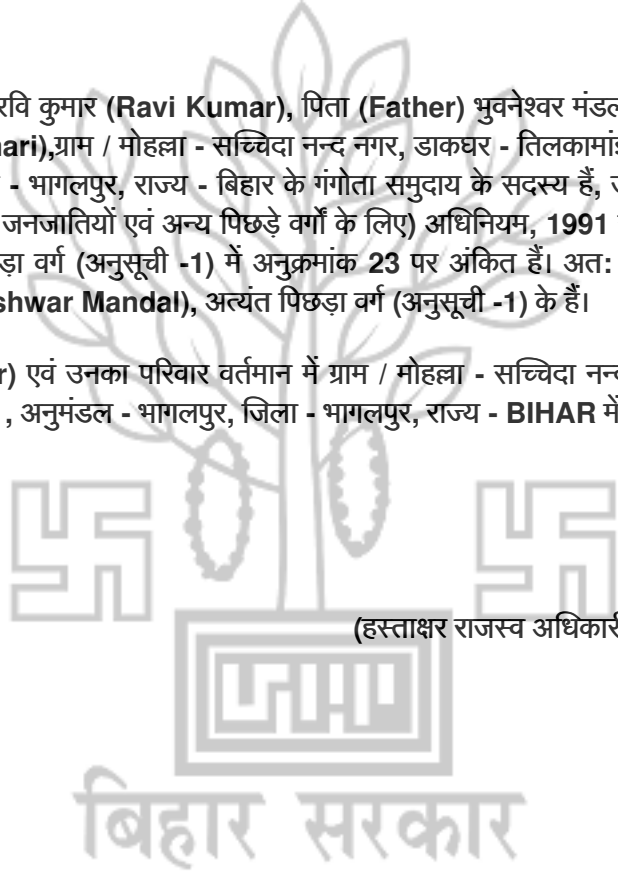 रवि कुमार (Ravi Kumar), पिता (Father) भुवनेश्वर मंडल
ari),ग्राम / मोहल्ला - सच्चिदा नन्द नगर, डाकघर - तिलकामां
- भागलपुर, राज्य - बिहार के गंगोता समुदाय के सदस्य हैं,
जनजातियों एवं अन्य पिछड़े वर्गों के लिए) अधिनियम, 1991
ड़ा वर्ग (अनुसूची -1) में अनुक्रमांक 23 पर अंकित हैं। अत:
shwar Mandal), अत्यंत पिछड़ा वर्ग (अनुसूची -1) के हैं।
r) एवं उनका परिवार वर्तमान में ग्राम / मोहल्ला - सच्चिदा नन्द
, अनुमंडल - भागलपुर, जिला - भागलपुर, राज्य - BIHAR में
(हस्ताक्षर राजस्व अधिकारी
बिहार सरकार